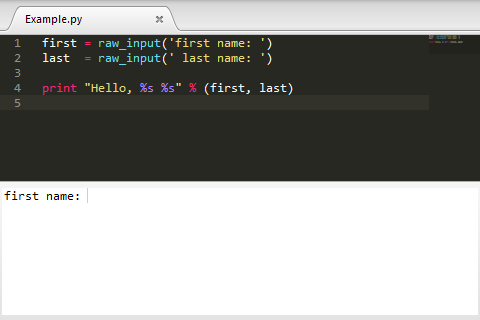 Example.py
1 first = raw_input('first name: ')
2 last  = raw_input(' last name: ')
3
4 print "Hello, %s %s" % (first, last)
5
first name: